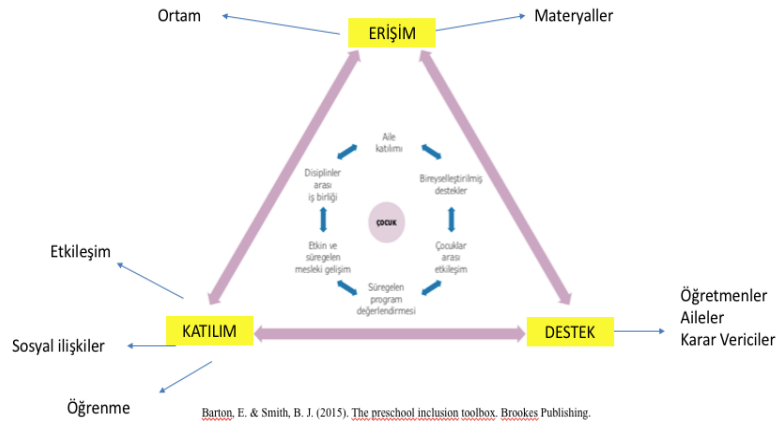 Ortam
ERİŞİM
Materyaller
Aile
katılımı
Disiplinler
arası
iş birliği
Bireyselleştirilmiş
destekler
ÇOCUK
Etkin ve
süregelen
mesleki gelişim
Çocuklar
arası
etkileşim
Süregelen
program
değerlendirmesi
Etkileşim
KATILIM
Sosyal ilişkiler
Öğrenme
DESTEK
Öğretmenler
Aileler
Karar Vericiler
Barton, E. & Smith, B. J. (2015). The preschool inclusion toolbox. Brookes Publishing.